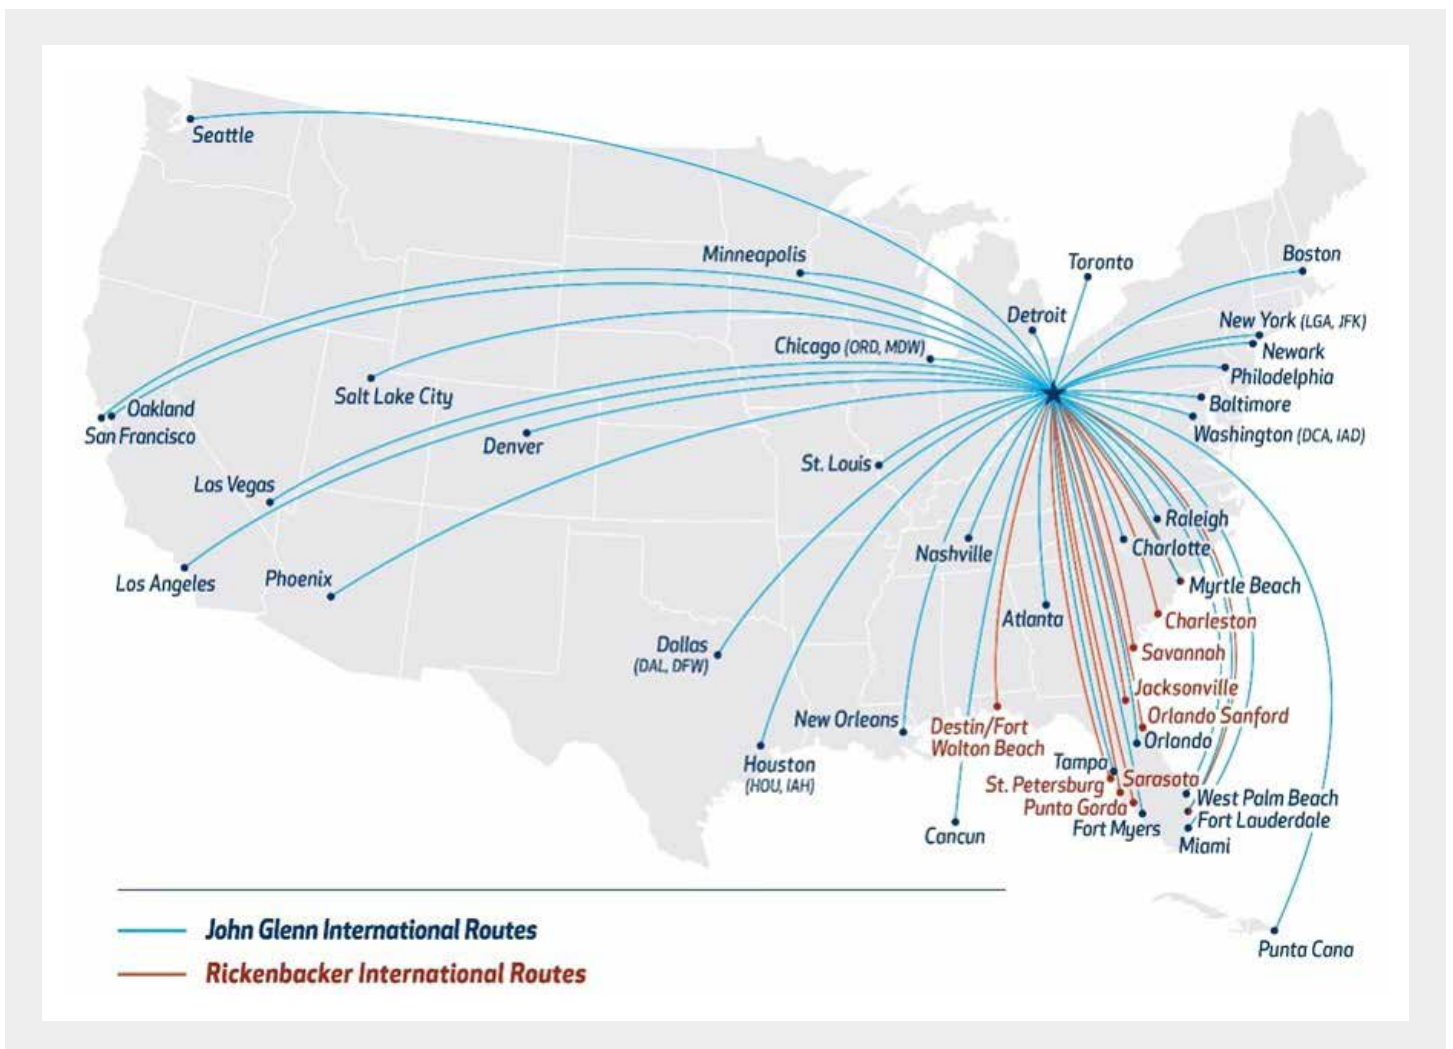 Seattle
Minneapolis
Toronto
Boston
Detroit
New York (LGA, JFK)
Chicago (ORD, MDW)
Newark
Philadelphia
Salt Lake City
Baltimore
Oakland
San Francisco
Washington (DCA, IAD)
Denver
St. Louis
Las Vegas
Raleigh
Nashville
Charlotte
Los Angeles
Phoenix
Myrtle Beach
Atlanta
Charleston
Dallas
(DAL, DFW)
Savannah
Jacksonville
New Orleans
Orlando Sanford
Destin/Fort
Walton Beach
Orlando
Houston
(HOU, IAH)
Tampa
St. Petersburg
Sarasota
Punta Gorda
West Palm Beach
Fort Myers
Fort Lauderdale
Cancun
Miami
John Glenn International Routes
Punta Cana
Rickenbacker International Routes